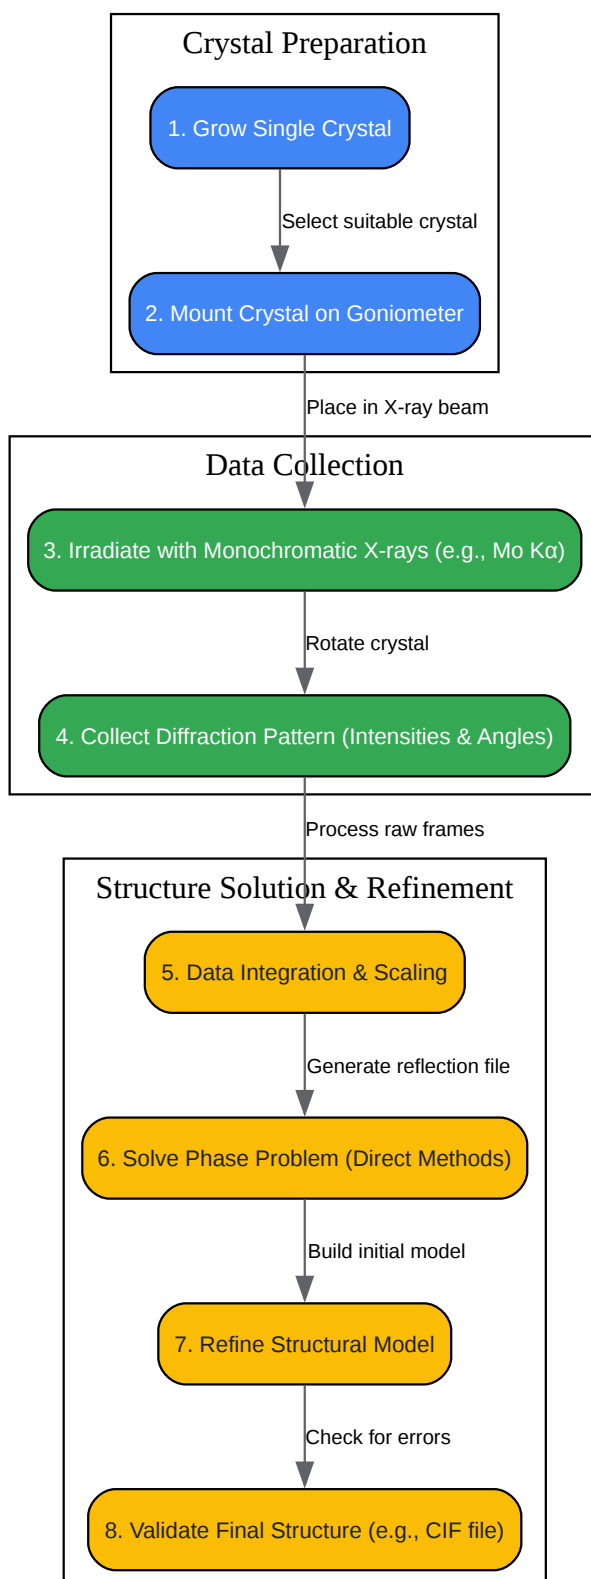 Crystal Preparation
1. Grow Single Crystal
Select suitable crystal
2. Mount Crystal on Goniometer
Place in X-ray beam
Data Collection
3. Irradiate with Monochromatic X-rays (e.g., Mo Kα)
Rotate crystal
4. Collect Diffraction Pattern (Intensities & Angles)
Process raw frames
Structure Solution & Refinement
5. Data Integration & Scaling
Generate reflection file
6. Solve Phase Problem (Direct Methods)
Build initial model
7. Refine Structural Model
Check for errors
8. Validate Final Structure (e.g., CIF file)